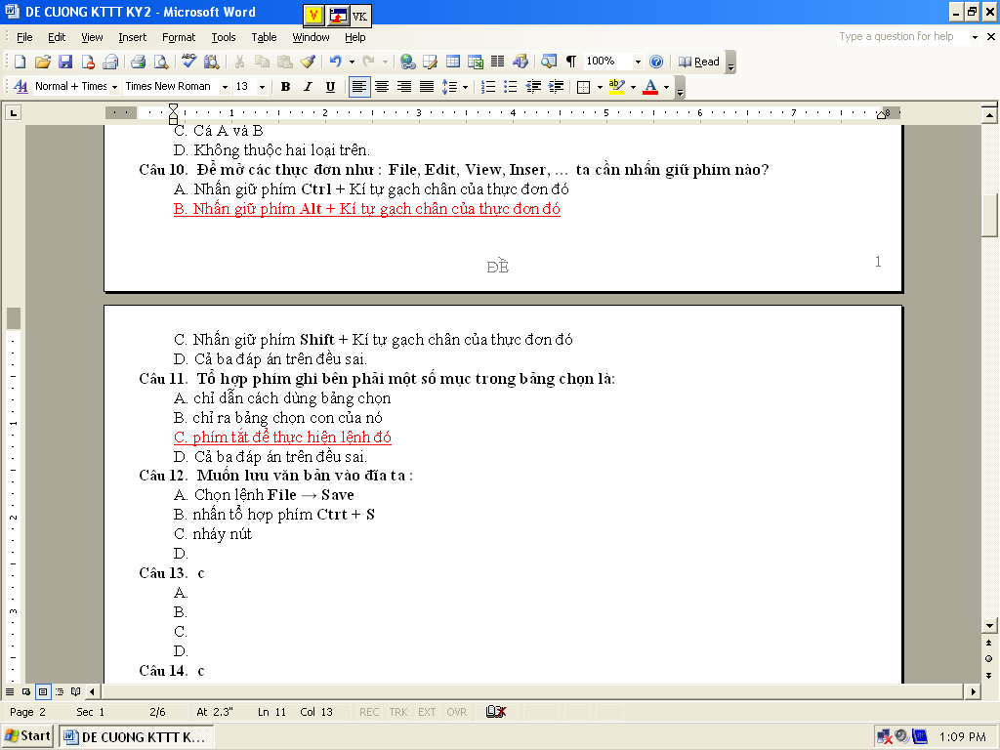 DE CUONG KTTT KY2 - Microsoft Word
V VK
File Edit View Insert Format Tools Table Window Help
Type a question for help
100% Read
Normal + Times Times New Roman 13 B I U
1 2 3 4 5 6 7 8
C. Cả A và B
D. Không thuộc hai loại trên.
Câu 10. Để mở các thực đơn như : File, Edit, View, Inser, … ta cần nhấn giữ phím nào?
A. Nhấn giữ phím Ctrl + Kí tự gạch chân của thực đơn đó
B. Nhấn giữ phím Alt + Kí tự gạch chân của thực đơn đó
ĐỀ
1
C. Nhấn giữ phím Shift + Kí tự gạch chân của thực đơn đó
D. Cả ba đáp án trên đều sai.
Câu 11. Tổ hợp phím ghi bên phải một số mục trong bảng chọn là:
A. chỉ dẫn cách dùng bảng chọn
B. chỉ ra bảng chọn con của nó
C. phím tắt để thực hiện lệnh đó
D. Cả ba đáp án trên đều sai.
Câu 12. Muốn lưu văn bản vào đĩa ta :
A. Chọn lệnh File → Save
B. nhấn tổ hợp phím Ctrt + S
C. nháy nút
D.
Câu 13. c
A.
B.
C.
D.
Câu 14. c
Page 2 Sec 1 2/6 At 2.3" Ln 11 Col 13 REC TRK EXT OVR
Start DE CUONG KTTT K... 1:09 PM